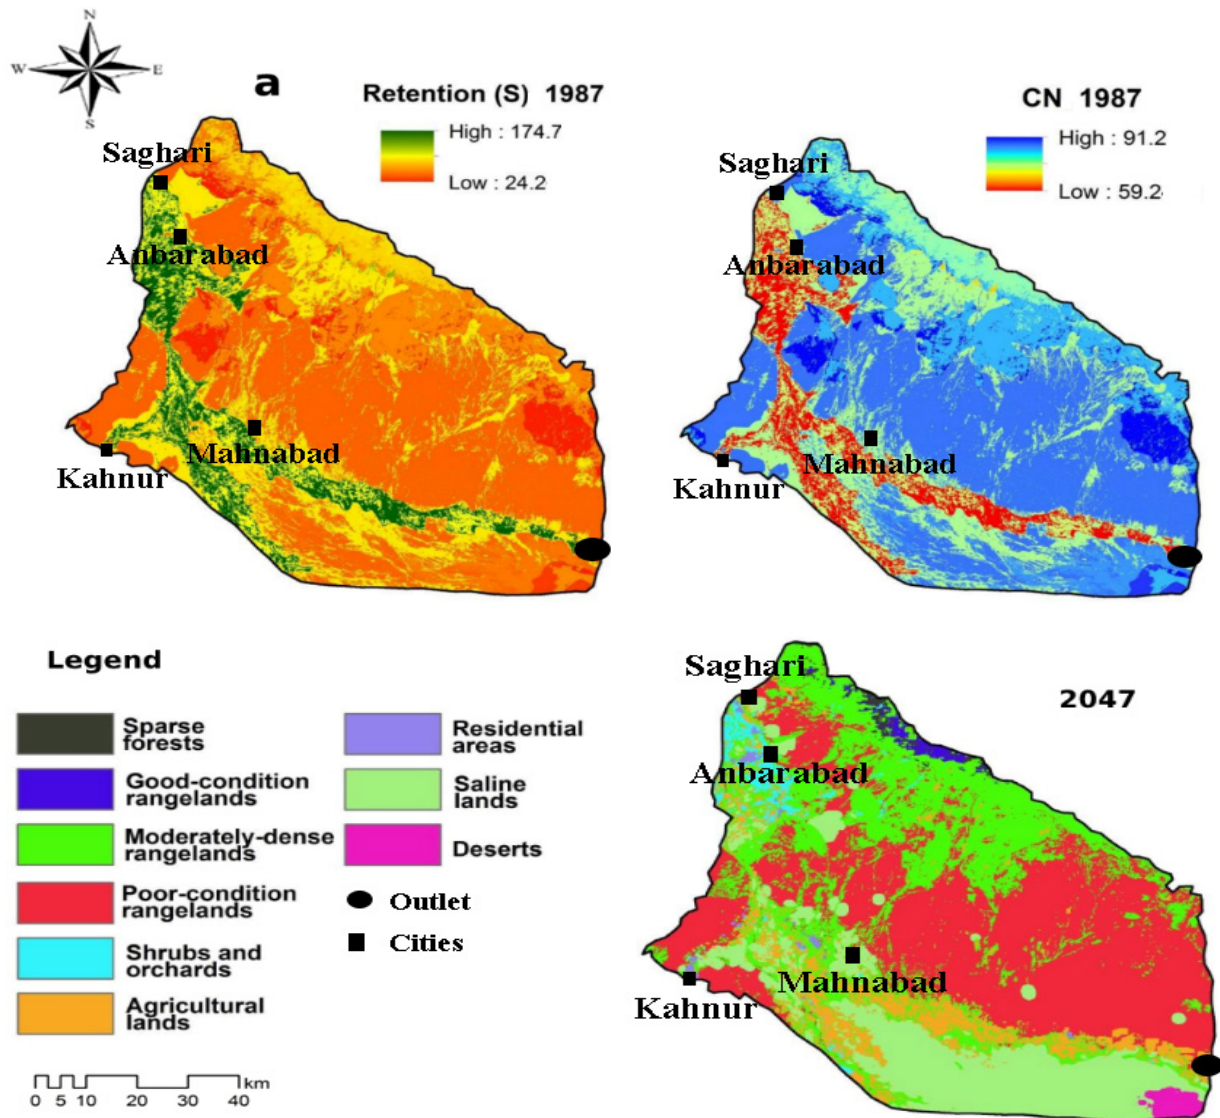 N
W E
S
a
Retention (S) 1987
High : 174.7
Low : 24.2
Saghari
Anbarabad
Mahnabad
Kahnur
CN 1987
High : 91.2
Low : 59.2
Saghari
Anbarabad
Mahnabad
Kahnur
Legend
Sparse
forests
Good-condition
rangelands
Moderately-dense
rangelands
Poor-condition
rangelands
Shrubs and
orchards
Agricultural
lands
Residential
areas
Saline
lands
Deserts
Outlet
Cities
0 5 10 20 30 40
km
2047
Saghari
Anbarabad
Mahnabad
Kahnur